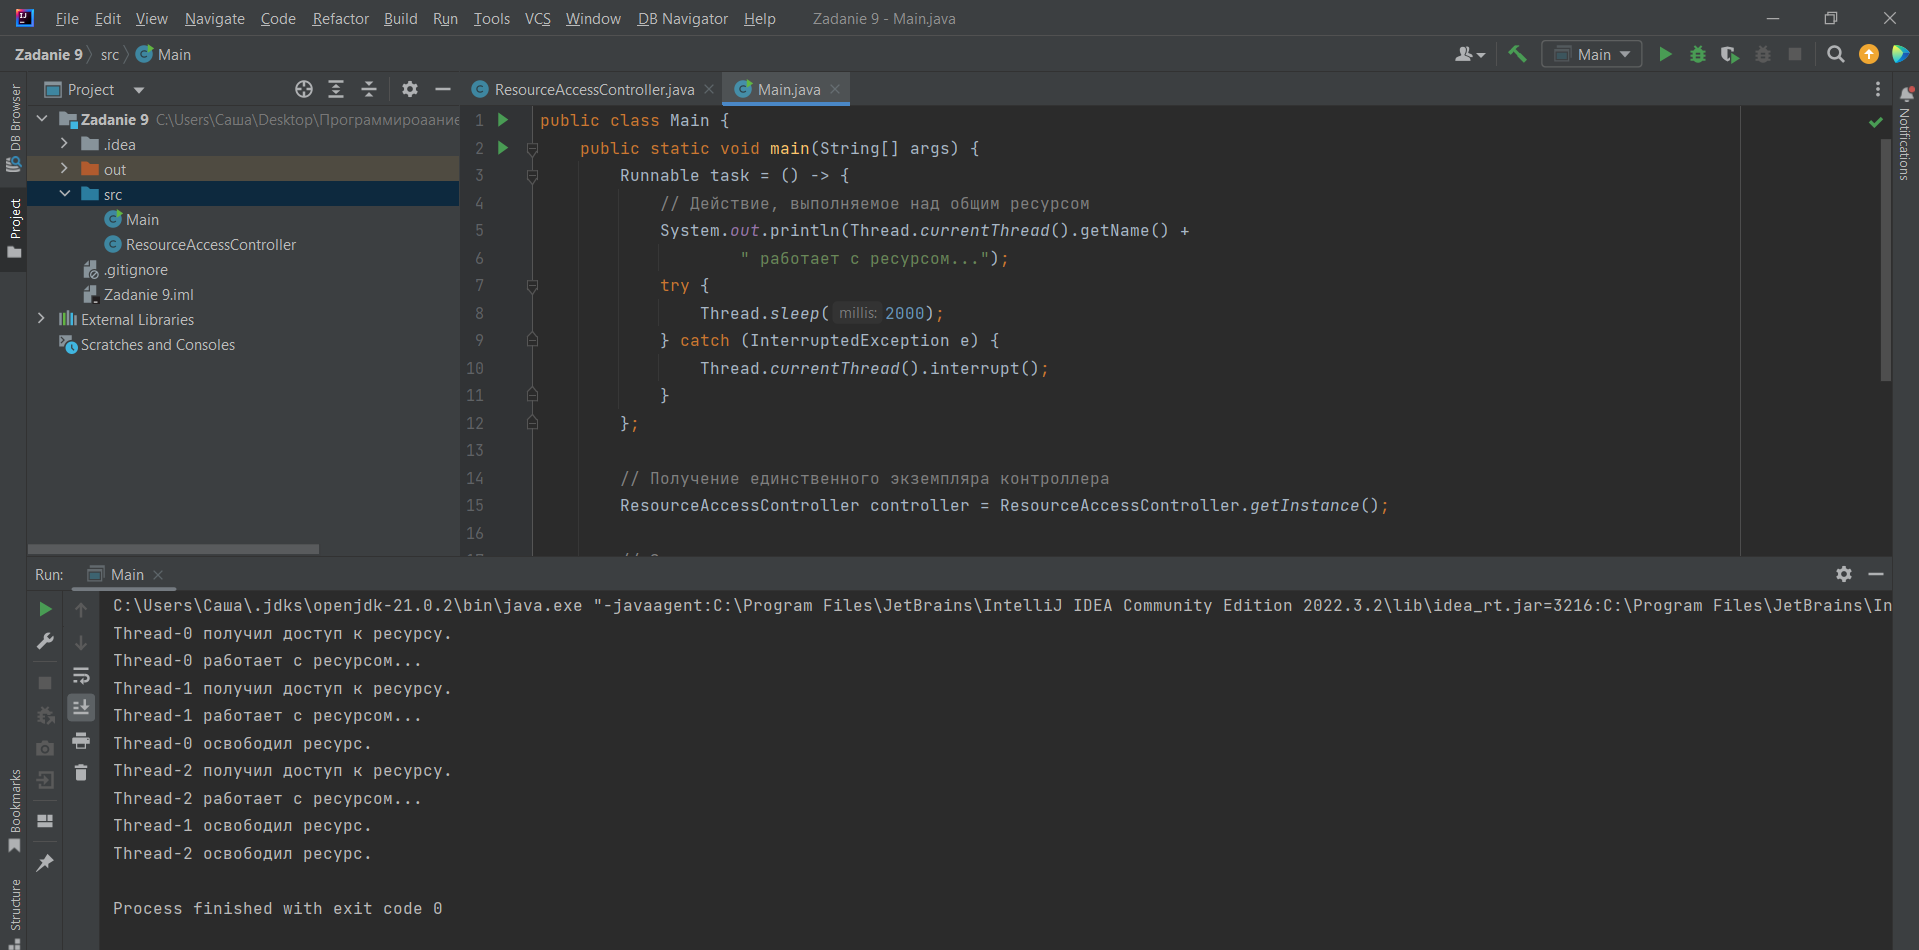 File Edit View Navigate Code Refactor Build Run Tools VCS Window DB Navigator Help Zadanie 9 - Main.java
Zadanie 9 src Main
Main
Project
ResourceAccessController.java
Main.java
DB Browser
Project
Bookmarks
Structure
Notifications
Zadanie 9 C:\Users\Саша\Desktop\Программироаание
.idea
out
src
Main
ResourceAccessController
.gitignore
Zadanie 9.iml
External Libraries
Scratches and Consoles
1 public class Main {
2 public static void main(String[] args) {
3 Runnable task = () -> {
4 // Действие, выполняемое над общим ресурсом
5 System.out.println(Thread.currentThread().getName() +
6 " работает с ресурсом...");
7 try {
8 Thread.sleep( millis: 2000);
9 } catch (InterruptedException e) {
10 Thread.currentThread().interrupt();
11 }
12 };
13
14 // Получение единственного экземпляра контроллера
15 ResourceAccessController controller = ResourceAccessController.getInstance();
16
Run: Main
C:\Users\Саша\.jdks\openjdk-21.0.2\bin\java.exe "-javaagent:C:\Program Files\JetBrains\IntelliJ IDEA Community Edition 2022.3.2\lib\idea_rt.jar=3216:C:\Program Files\JetBrains\In
Thread-0 получил доступ к ресурсу.
Thread-0 работает с ресурсом...
Thread-1 получил доступ к ресурсу.
Thread-1 работает с ресурсом...
Thread-0 освободил ресурс.
Thread-2 получил доступ к ресурсу.
Thread-2 работает с ресурсом...
Thread-1 освободил ресурс.
Thread-2 освободил ресурс.
Process finished with exit code 0